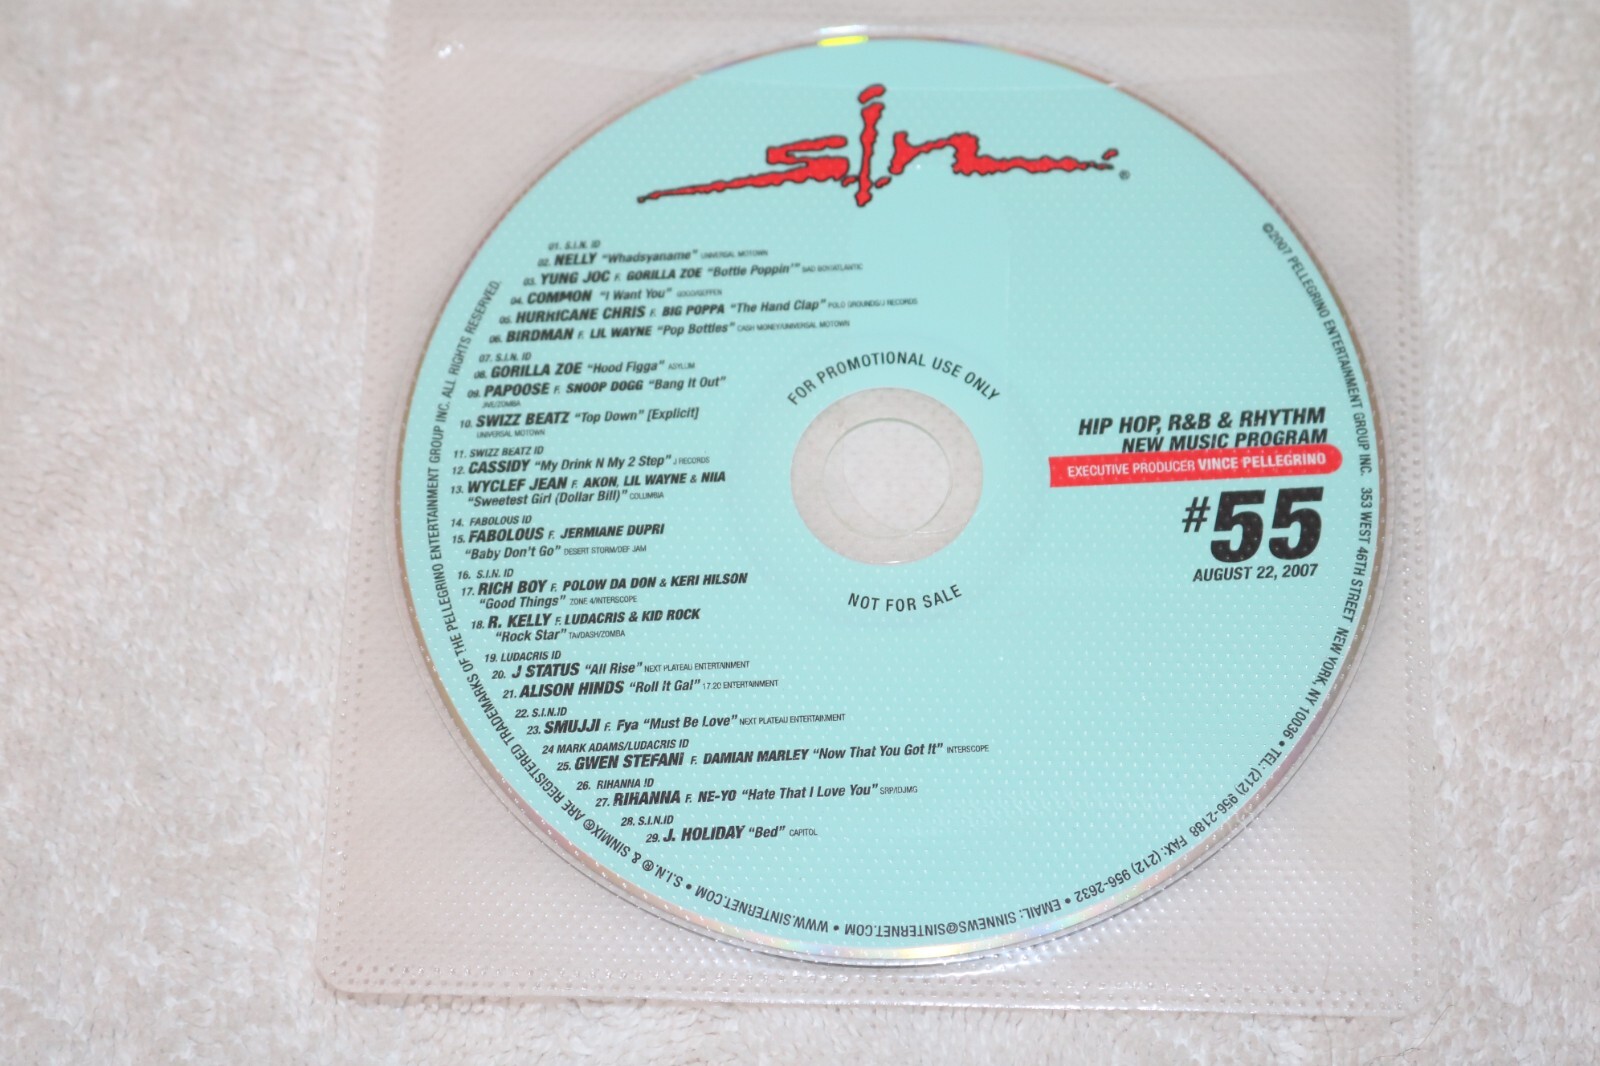 sin®
01. S.I.N. ID
02. NELLY "Whadsyaname" UNIVERSAL MOTOWN
03. YUNG JOC F. GORILLA ZOE "Bottle Poppin'" BAD BOY/ATLANTIC
04. COMMON "I Want You" GOOD/GEFFEN
05. HURRICANE CHRIS F. BIG POPPA "The Hand Clap" POLO GROUNDS/J RECORDS
06. BIRDMAN F. LIL WAYNE "Pop Bottles" CASH MONEY/UNIVERSAL MOTOWN
07. S.I.N. ID
08. GORILLA ZOE "Hood Figga" ASYLUM
09. PAPOOSE F. SNOOP DOGG "Bang It Out"
JIVE/ZOMBA
10. SWIZZ BEATZ "Top Down" [Explicit]
UNIVERSAL MOTOWN
11. SWIZZ BEATZ ID
12. CASSIDY "My Drink N My 2 Step" J RECORDS
13. WYCLEF JEAN F. AKON, LIL WAYNE & NIIA
"Sweetest Girl (Dollar Bill)" COLUMBIA
14. FABOLOUS ID
15. FABOLOUS F. JERMIANE DUPRI
"Baby Don't Go" DESERT STORM/DEF JAM
16. S.I.N. ID
17. RICH BOY F. POLOW DA DON & KERI HILSON
"Good Things" ZONE 4/INTERSCOPE
18. R. KELLY F. LUDACRIS & KID ROCK
"Rock Star" TAI/DASH/ZOMBA
19. LUDACRIS ID
20. J STATUS "All Rise" NEXT PLATEAU ENTERTAINMENT
21. ALISON HINDS "Roll It Gal" 17:20 ENTERTAINMENT
22. S.I.N.ID
23. SMUJJI F. Fya "Must Be Love" NEXT PLATEAU ENTERTAINMENT
24 MARK ADAMS/LUDACRIS ID
25. GWEN STEFANI F. DAMIAN MARLEY "Now That You Got It" INTERSCOPE
26. RIHANNA ID
27. RIHANNA F. NE-YO "Hate That I Love You" SRP/IDJMG
28. S.I.N.ID
29. J. HOLIDAY "Bed" CAPITOL
FOR PROMOTIONAL USE ONLY
NOT FOR SALE
HIP HOP, R&B & RHYTHM
NEW MUSIC PROGRAM
EXECUTIVE PRODUCER VINCE PELLEGRINO
#55
AUGUST 22, 2007
©2007 PELLEGRINO ENTERTAINMENT GROUP INC. 353 WEST 46TH STREET NEW YORK, NY 10036 • TEL: (212) 956-2188 FAX: (212) 956-2632 • EMAIL: SINNEWS@SINTERNET.COM • WWW.SINTERNET.COM • S.I.N.® & SINMIX® ARE REGISTERED TRADEMARKS OF THE PELLEGRINO ENTERTAINMENT GROUP INC. ALL RIGHTS RESERVED.